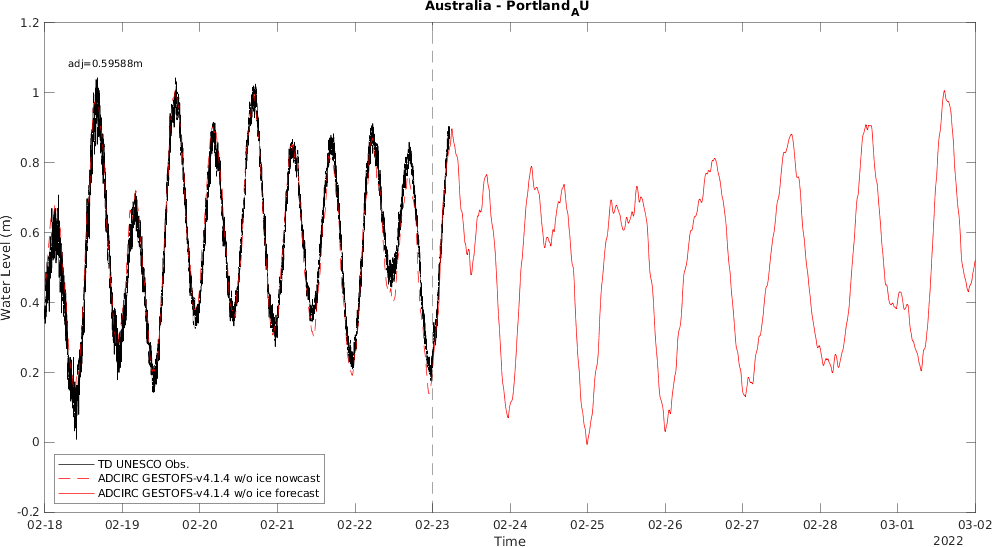 Australia - Portland_AU
adj=0.59588m
1.2
1
0.8
0.6
0.4
0.2
0
-0.2
Water Level (m)
TD UNESCO Obs.
ADCIRC GESTOFS-v4.1.4 w/o ice nowcast
ADCIRC GESTOFS-v4.1.4 w/o ice forecast
02-18 02-19 02-20 02-21 02-22 02-23 02-24 02-25 02-26 02-27 02-28 03-01 03-02
Time
2022